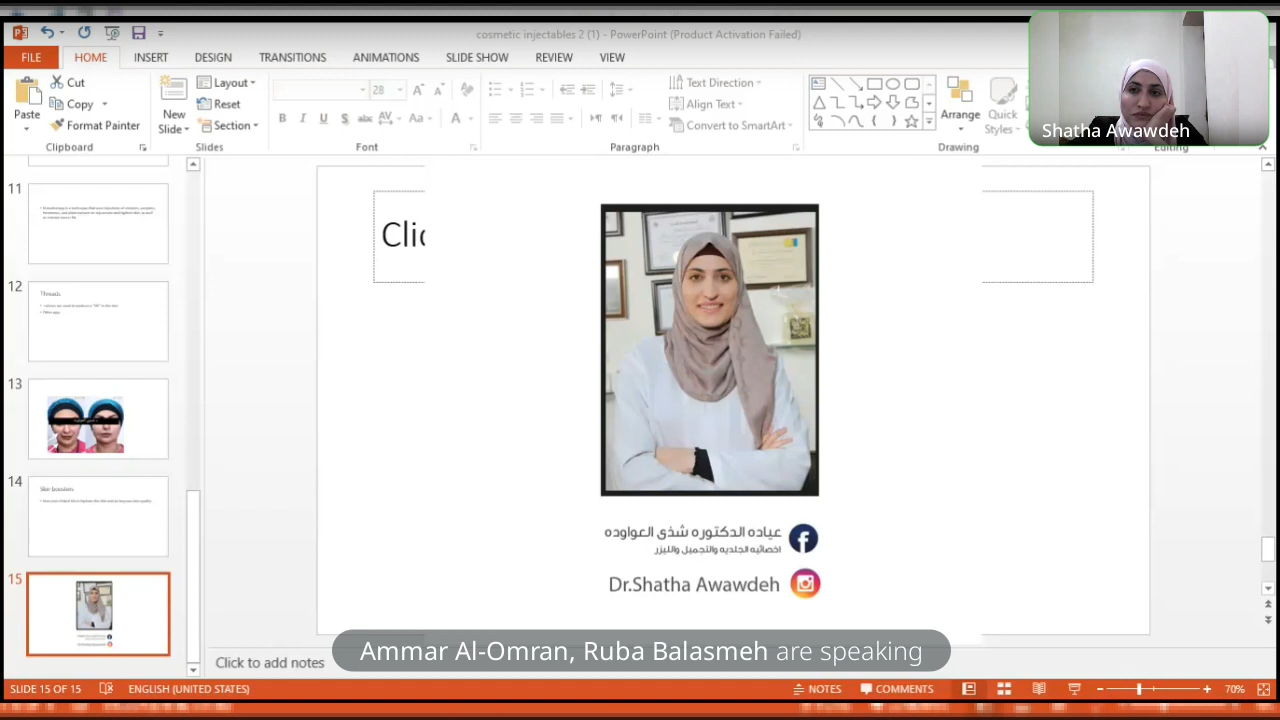 cosmetic injectables 2 (1) - PowerPoint (Product Activation Failed)
FILE HOME INSERT DESIGN TRANSITIONS ANIMATIONS SLIDE SHOW REVIEW VIEW
Paste
Cut
Copy
Format Painter
Clipboard
New Slide
Layout
Reset
Section
Slides
28
Font
Text Direction
Align Text
Convert to SmartArt
Paragraph
Arrange
Quick Styles
Drawing
Editing
Shatha Awawdeh
11
12
Threads
13
14
Skin boosters
15
Clic
عياده الدكتوره شذى العواوده
اخصائيه الجلديه والتجميل والليزر
Dr.Shatha Awawdeh
Click to add notes
Ammar Al-Omran, Ruba Balasmeh are speaking
SLIDE 15 OF 15 ENGLISH (UNITED STATES) NOTES COMMENTS 70%